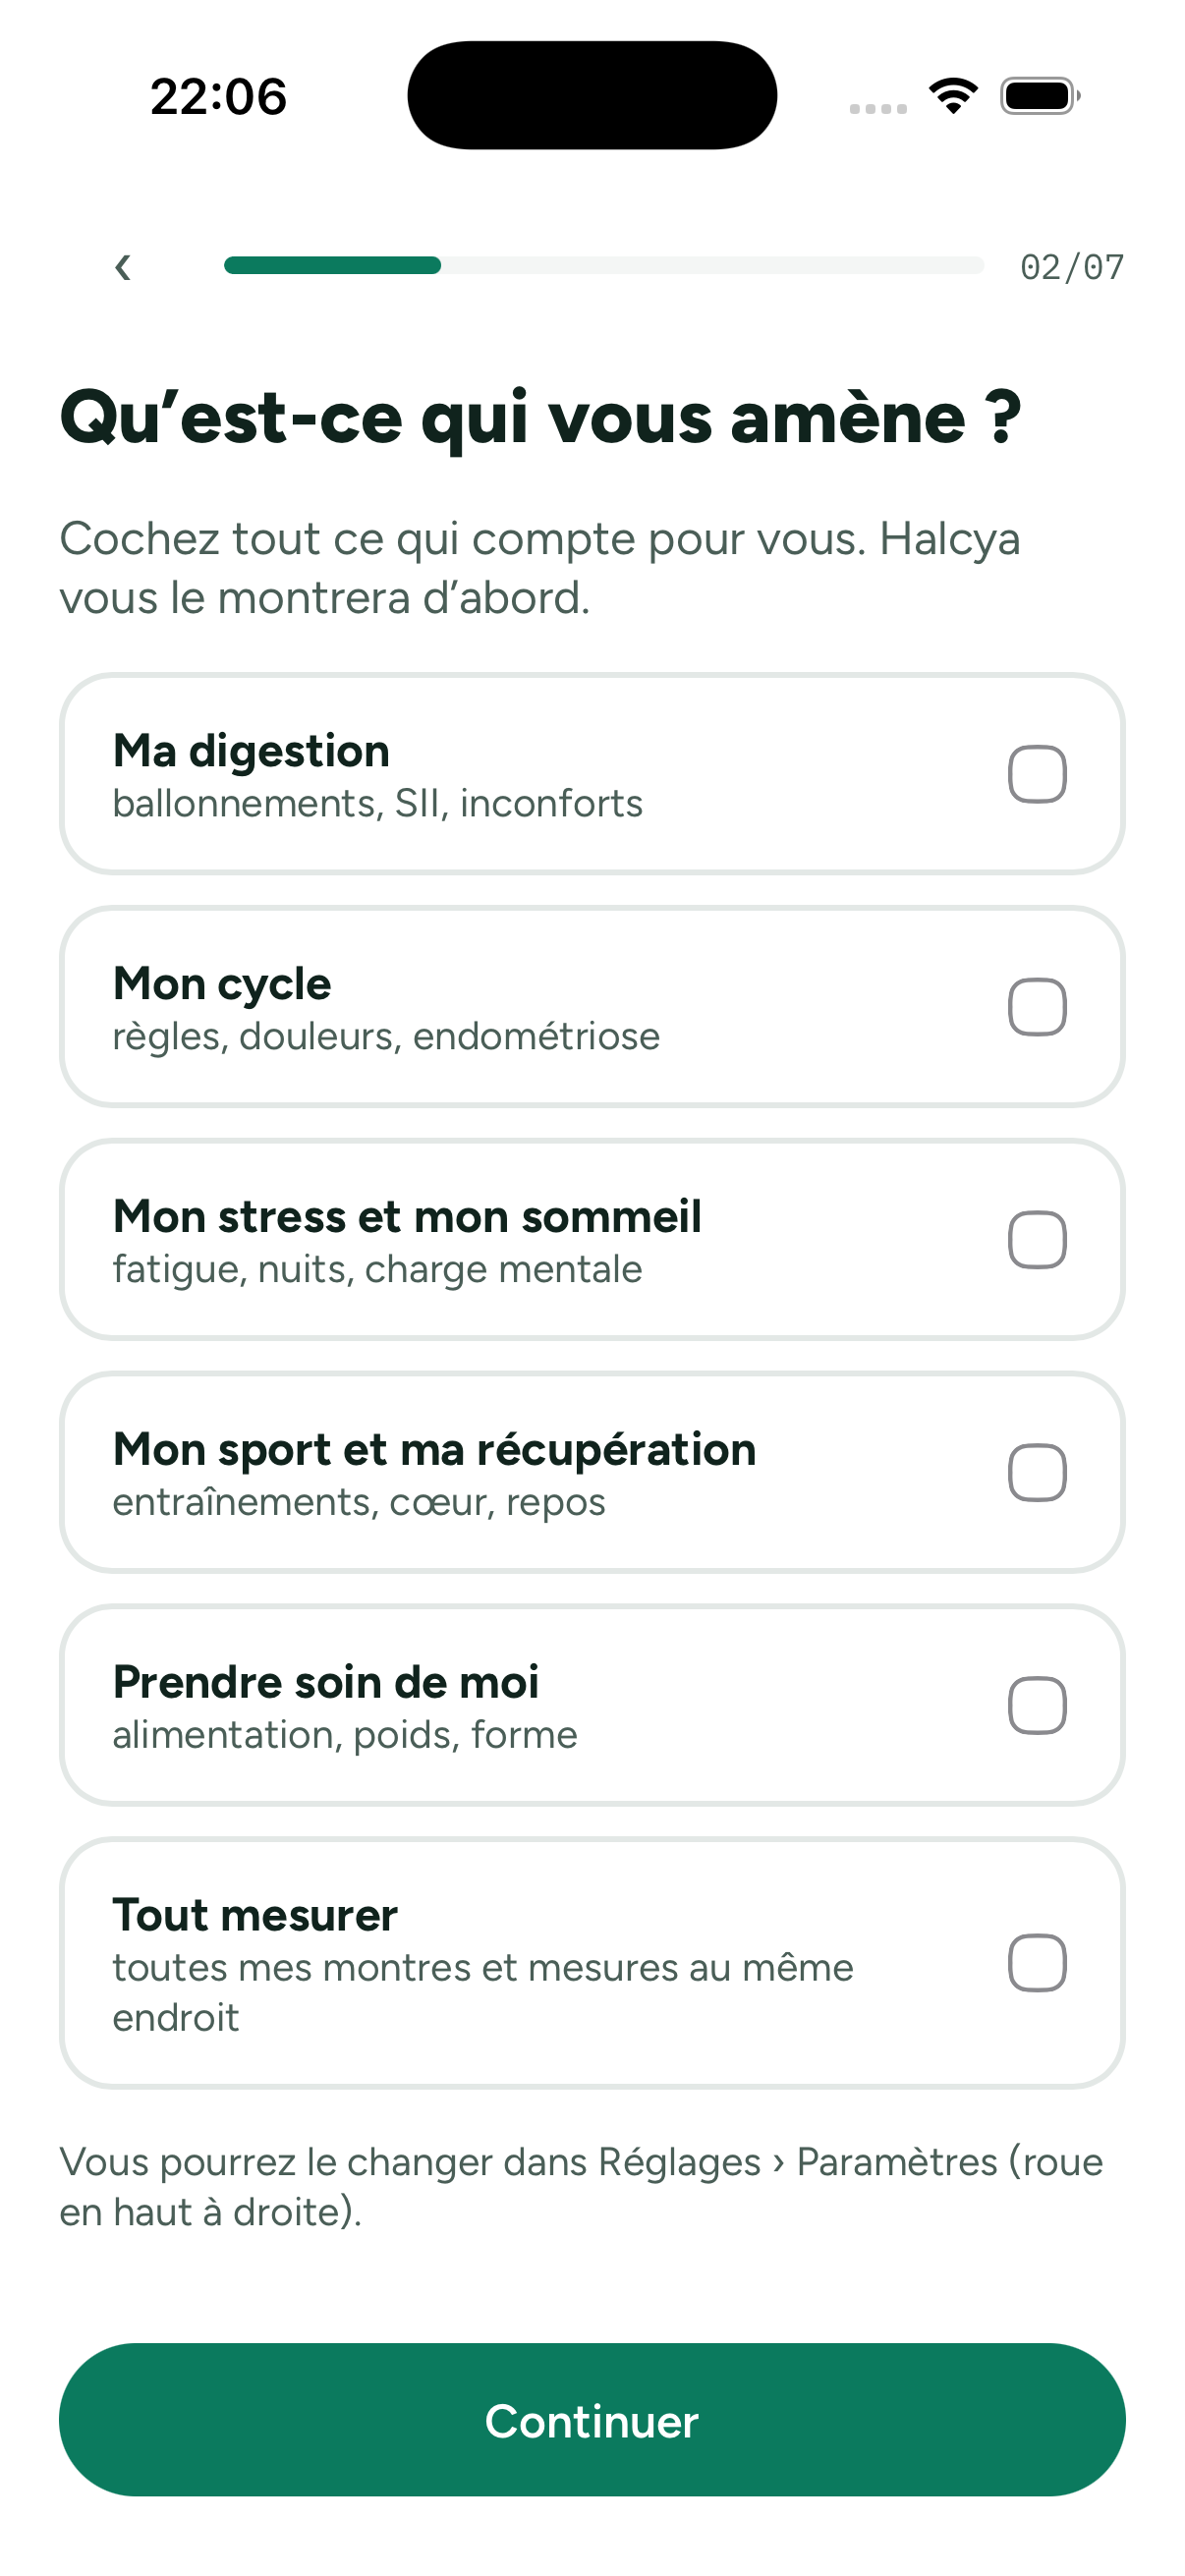 22:06
02/07
Qu’est-ce qui vous amène ?
Cochez tout ce qui compte pour vous. Halcya
vous le montrera d’abord.
Ma digestion
ballonnements, SII, inconforts
Mon cycle
règles, douleurs, endométriose
Mon stress et mon sommeil
fatigue, nuits, charge mentale
Mon sport et ma récupération
entraînements, cœur, repos
Prendre soin de moi
alimentation, poids, forme
Tout mesurer
toutes mes montres et mesures au même
endroit
Vous pourrez le changer dans Réglages › Paramètres (roue
en haut à droite).
Continuer